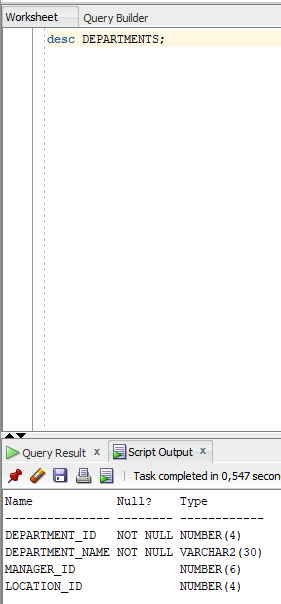 Worksheet Query Builder
desc DEPARTMENTS;
Query Result x Script Output x
Task completed in 0,547 secon
Name Null? Type
--------------- -------- ------------
DEPARTMENT_ID NOT NULL NUMBER(4)
DEPARTMENT_NAME NOT NULL VARCHAR2(30)
MANAGER_ID NUMBER(6)
LOCATION_ID NUMBER(4)